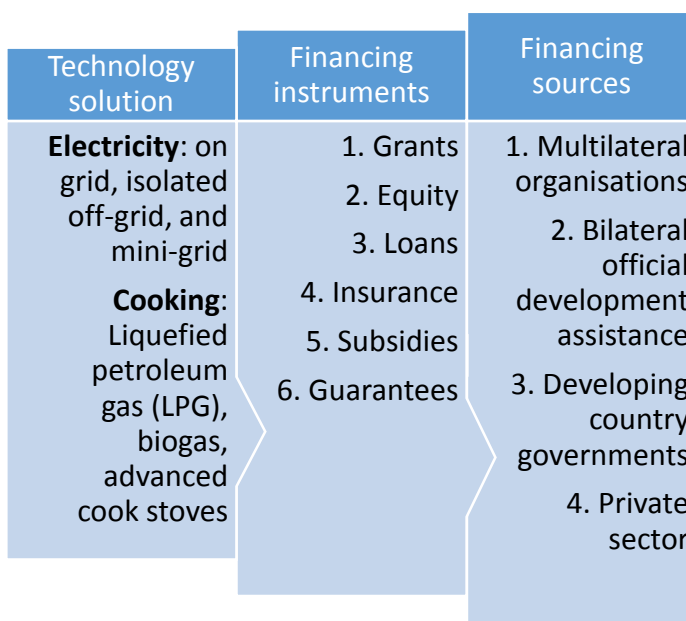 Technology
solution
Electricity: on
grid, isolated
off-grid, and
mini-grid
Cooking:
Liquefied
petroleum
gas (LPG),
biogas,
advanced
cook stoves
Financing
instruments
1. Grants
2. Equity
3. Loans
4. Insurance
5. Subsidies
6. Guarantees
Financing
sources
1. Multilateral
organisations
2. Bilateral
official
development
assistance
3. Developing
country
governments
4. Private
sector